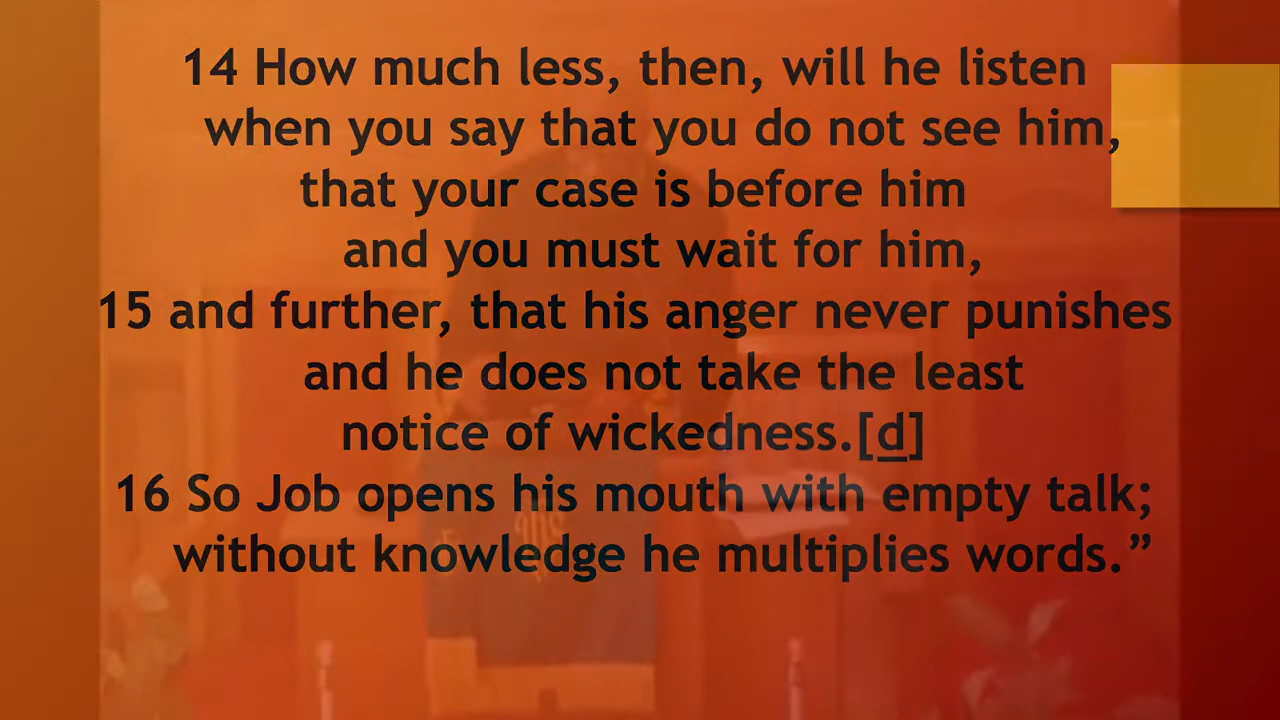 14 How much less, then, will he listen
when you say that you do not see him,
that your case is before him
and you must wait for him,
15 and further, that his anger never punishes
and he does not take the least
notice of wickedness.[d]
16 So Job opens his mouth with empty talk;
without knowledge he multiplies words.”